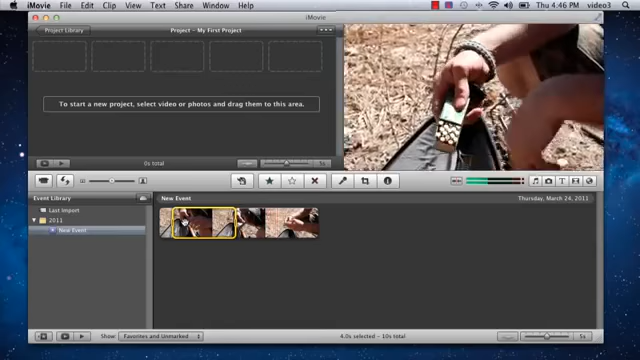 iMovie File Edit Clip View Text Share Window Help Thu 4:46 PM video3
iMovie
Project Library
Project - My First Project
To start a new project, select video or photos and drag them to this area.
0s total
5s
Event Library
New Event
Thursday, March 24, 2011
Last Import
2011
New Event
Show: Favorites and Unmarked
4.0s selected - 10s total
5s